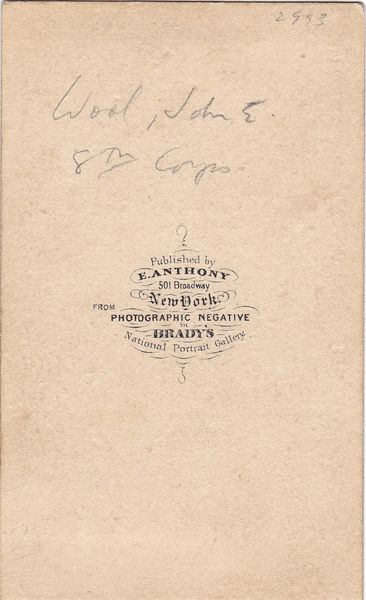 2993
Wool, John E.
8th Corps.
Published by
E. ANTHONY
501 Broadway
New York.
FROM
PHOTOGRAPHIC NEGATIVE
in
BRADY'S
National Portrait Gallery.